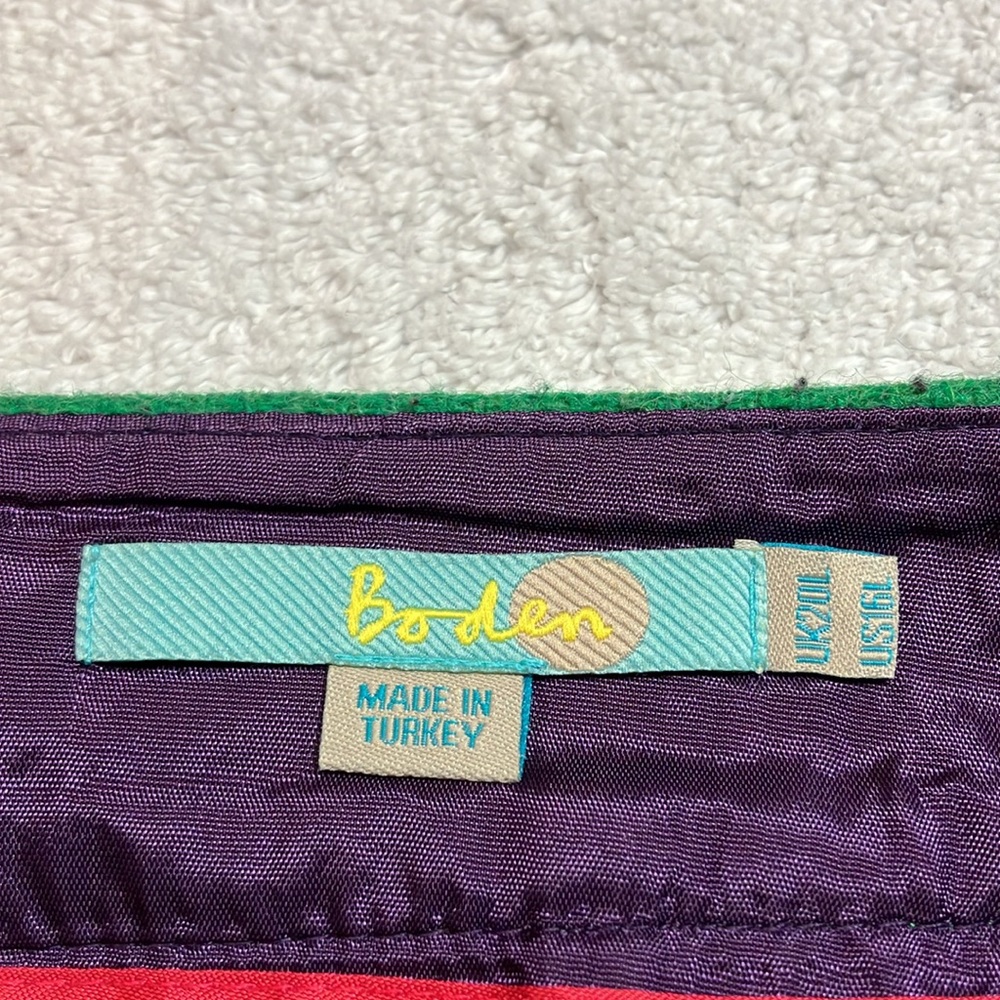 Boden
MADE IN
TURKEY
UK20L
US16L